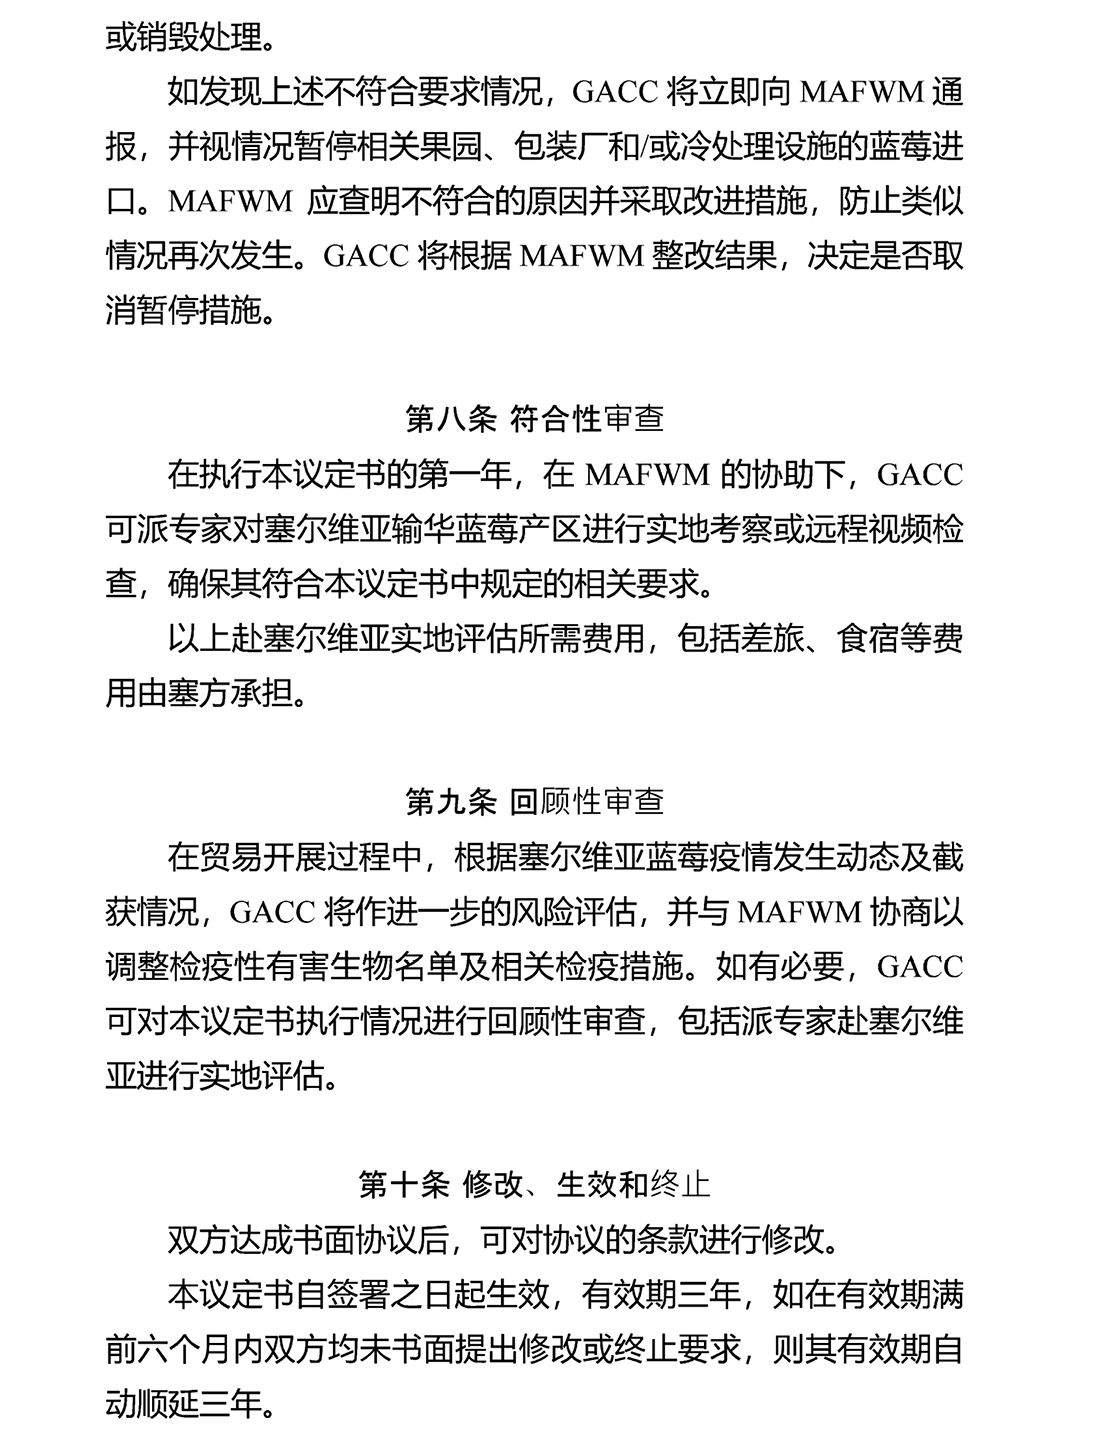 或销毁处理。
如发现上述不符合要求情况，GACC 将立即向 MAFWM 通
报，并视情况暂停相关果园、包装厂和/或冷处理设施的蓝莓进
口。MAFWM 应查明不符合的原因并采取改进措施，防止类似
情况再次发生。GACC 将根据 MAFWM 整改结果，决定是否取
消暂停措施。
第八条 符合性审查
在执行本议定书的第一年，在 MAFWM 的协助下，GACC
可派专家对塞尔维亚输华蓝莓产区进行实地考察或远程视频检
查，确保其符合本议定书中规定的相关要求。
以上赴塞尔维亚实地评估所需费用，包括差旅、食宿等费
用由塞方承担。
第九条 回顾性审查
在贸易开展过程中，根据塞尔维亚蓝莓疫情发生动态及截
获情况，GACC 将作进一步的风险评估，并与 MAFWM 协商以
调整检疫性有害生物名单及相关检疫措施。如有必要，GACC
可对本议定书执行情况进行回顾性审查，包括派专家赴塞尔维
亚进行实地评估。
第十条 修改、生效和终止
双方达成书面协议后，可对协议的条款进行修改。
本议定书自签署之日起生效，有效期三年，如在有效期满
前六个月内双方均未书面提出修改或终止要求，则其有效期自
动顺延三年。